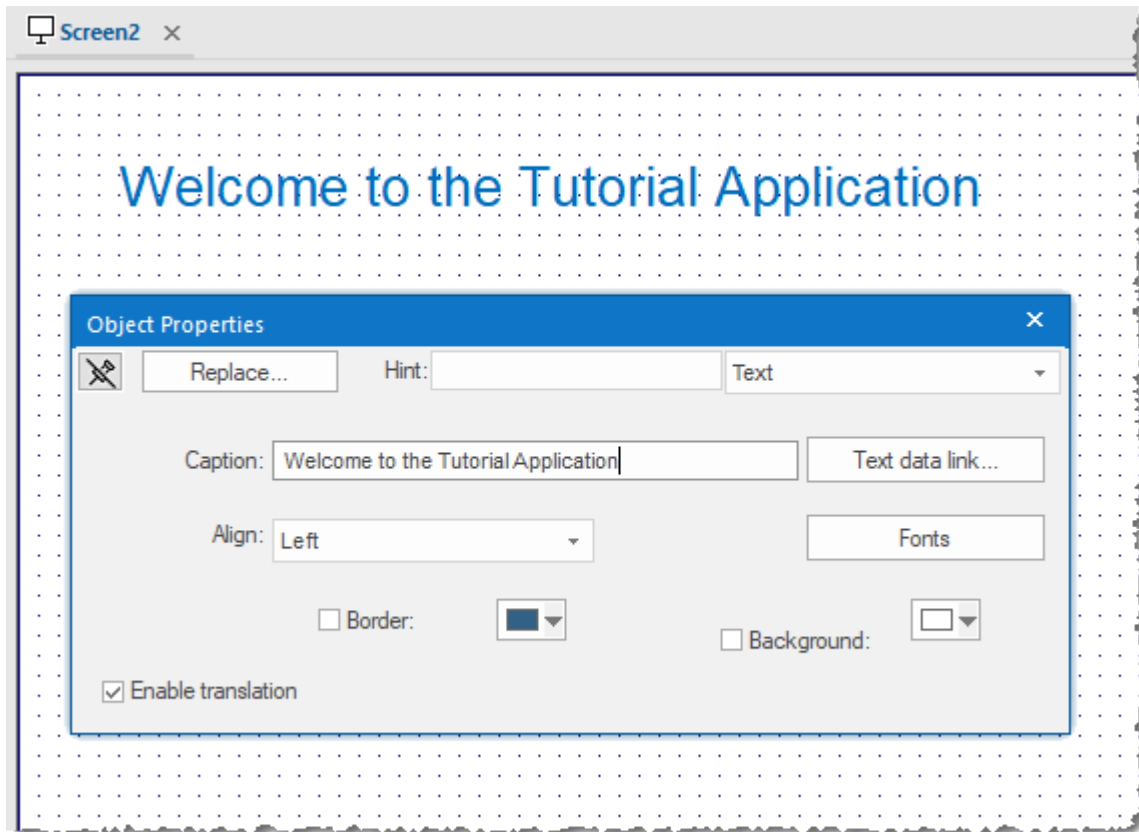 Screen2
Welcome to the Tutorial Application
Object Properties
Replace... Hint: Text
Caption: Welcome to the Tutorial Application Text data link...
Align: Left Fonts
Border:
Background:
Enable translation